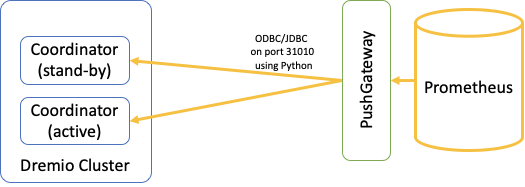 Coordinator
(stand-by)
Coordinator
(active)
Dremio Cluster
ODBC/JDBC
on port 31010
using Python
PushGateway
Prometheus